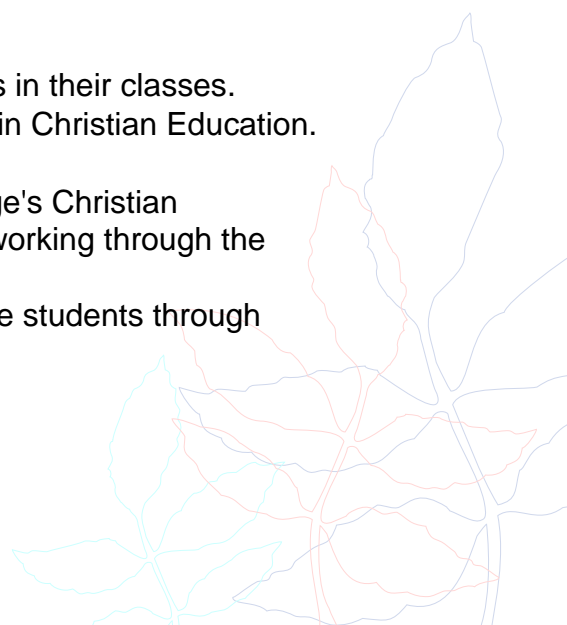 s in their classes.
in Christian Education.
ge's Christian
working through the
e students through